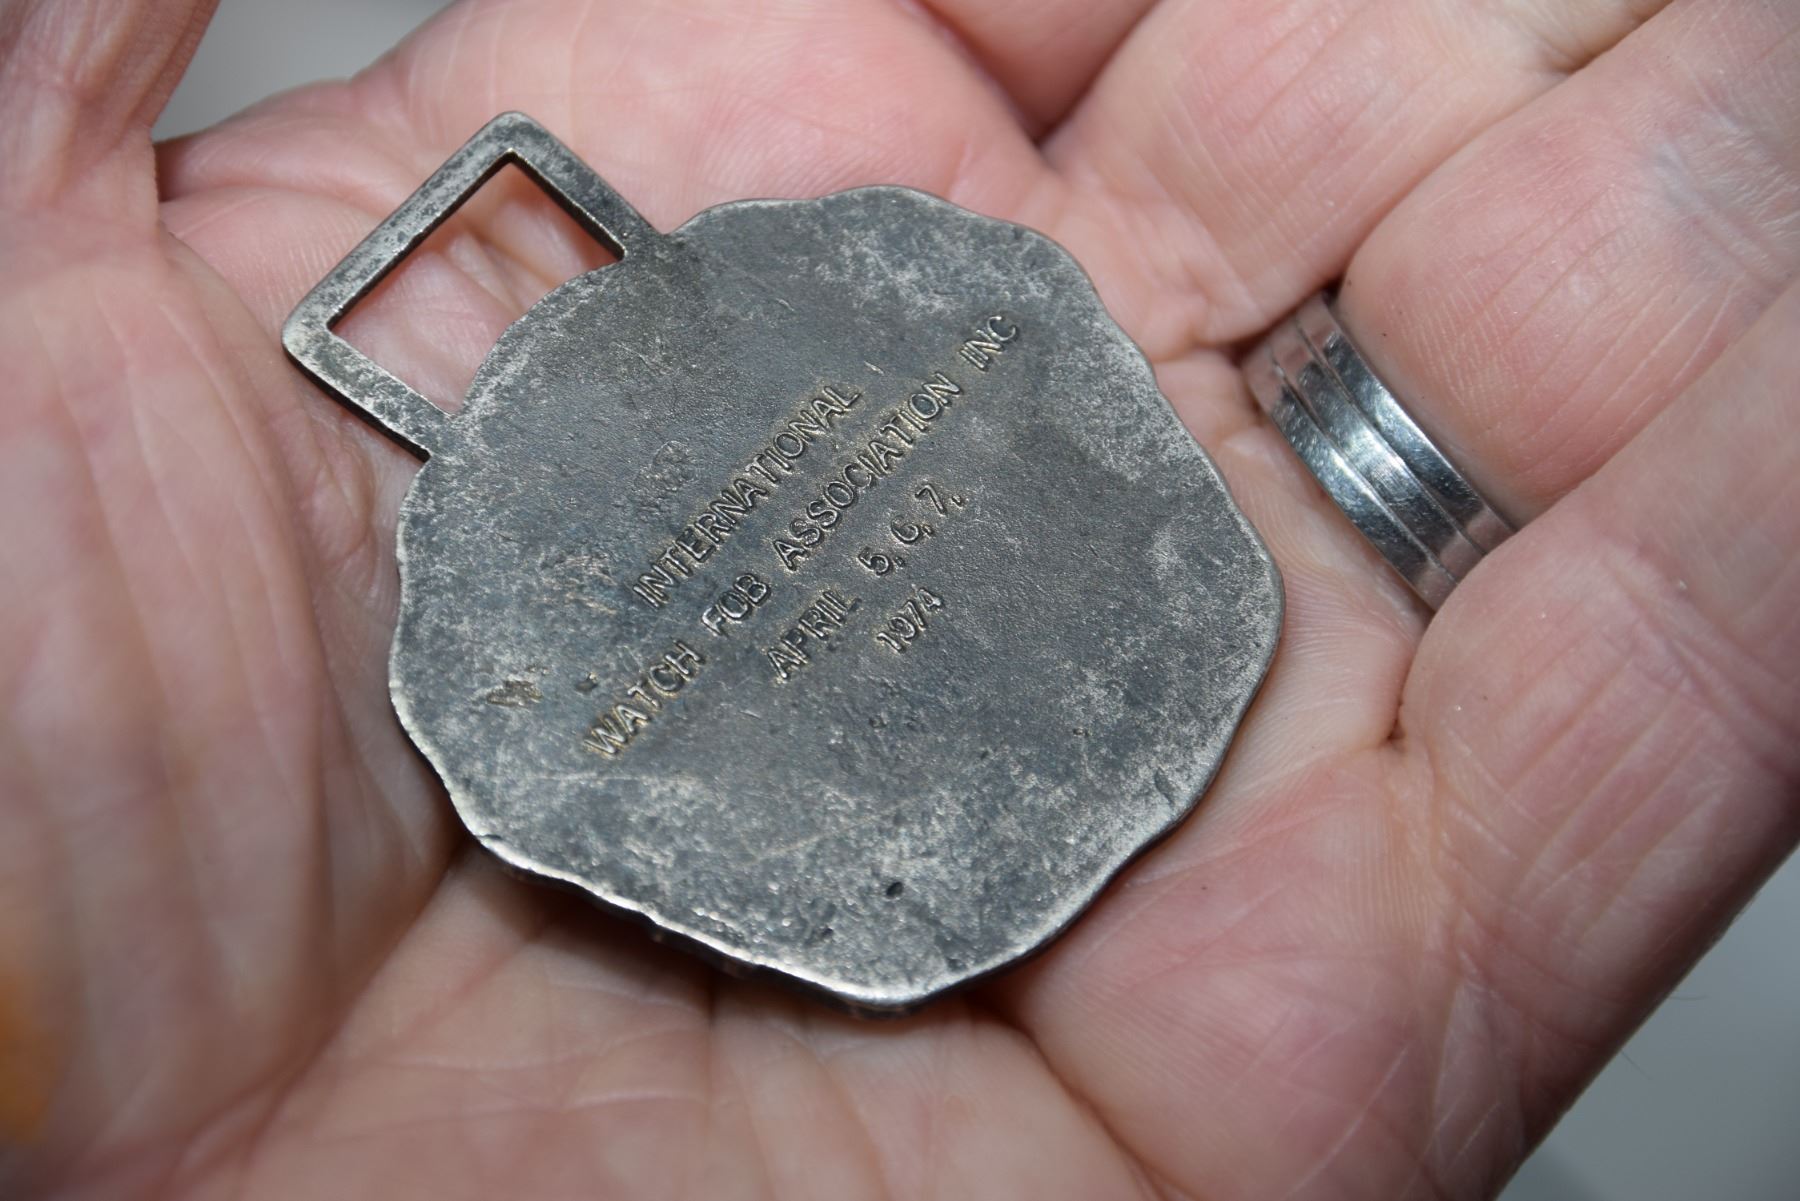 INTERNATIONAL
WATCH FOB ASSOCIATION INC
APRIL 5, 6, 7,
1974